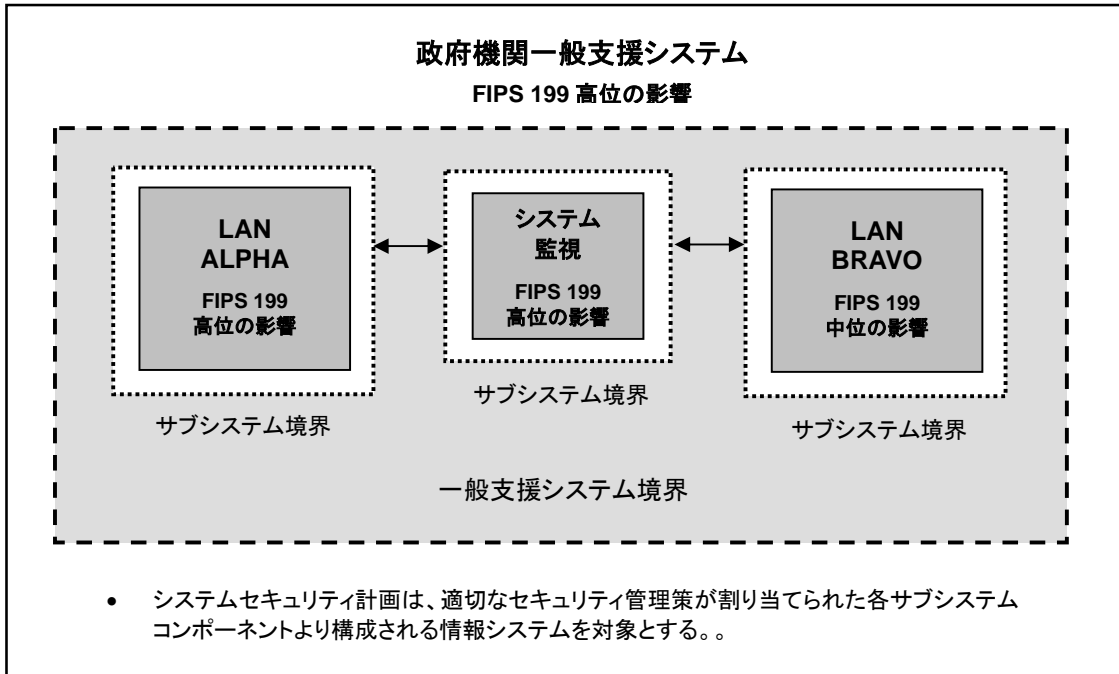 政府機関一般支援システム
FIPS 199 高位の影響
LAN
ALPHA
FIPS 199
高位の影響
サブシステム境界
システム
監視
FIPS 199
高位の影響
サブシステム境界
LAN
BRAVO
FIPS 199
中位の影響
サブシステム境界
一般支援システム境界
• システムセキュリティ計画は、適切なセキュリティ管理策が割り当てられた各サブシステム
コンポーネントより構成される情報システムを対象とする。。